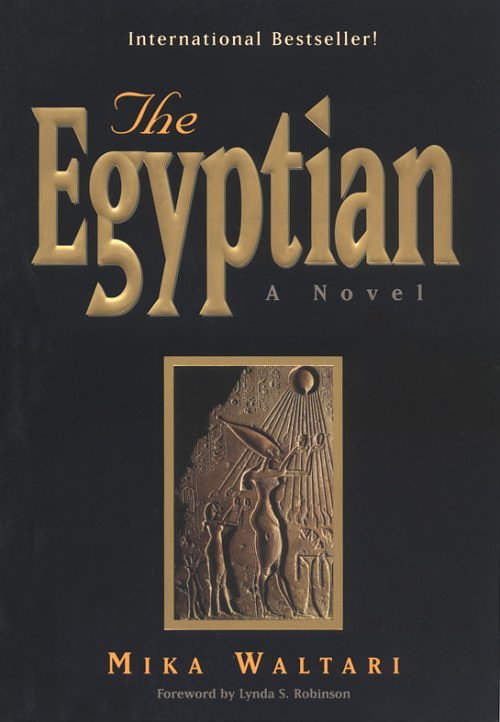 International Bestseller!
The
Egyptian
A Novel
MIKA WALTARI
Foreword by Lynda S. Robinson